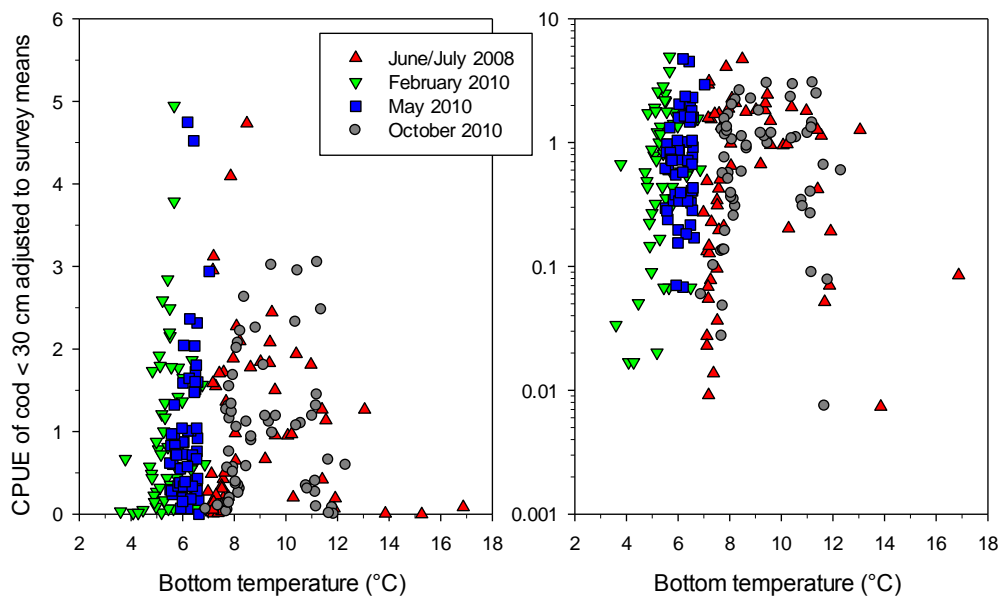 CPUE of cod < 30 cm adjusted to survey means
6
5
4
3
2
1
0
2 4 6 8 10 12 14 16 18
Bottom temperature (°C)
June/July 2008
February 2010
May 2010
October 2010
10
1
0.1
0.01
0.001
2 4 6 8 10 12 14 16 18
Bottom temperature (°C)